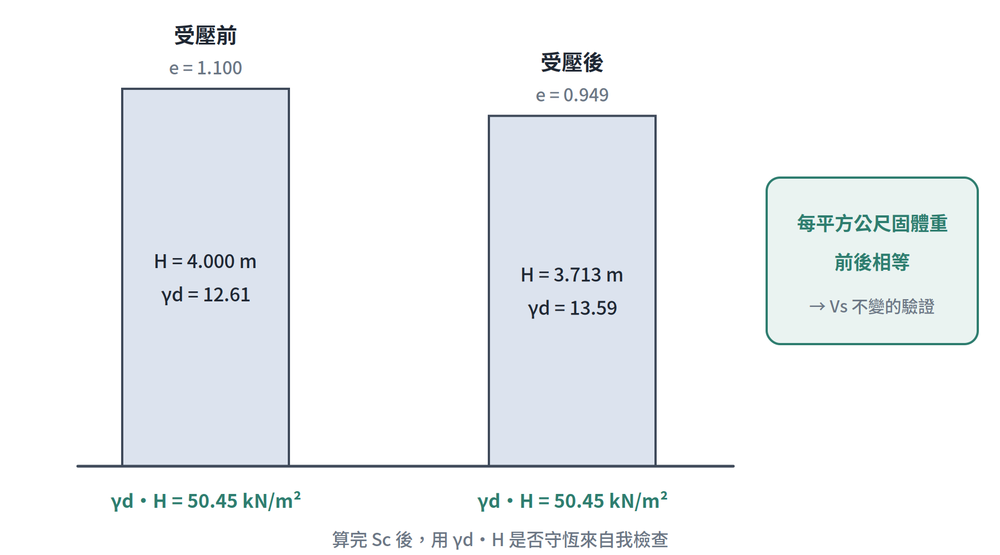 受壓前
e = 1.100
H = 4.000 m
γd = 12.61
γd・H = 50.45 kN/m²
受壓後
e = 0.949
H = 3.713 m
γd = 13.59
γd・H = 50.45 kN/m²
每平方公尺固體重
前後相等
→ Vs 不變的驗證
算完 Sc 後，用 γd・H 是否守恆來自我檢查